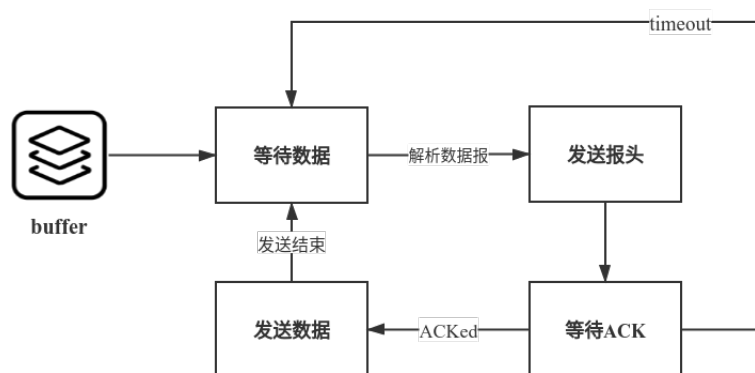 timeout
等待数据
解析数据报
发送报头
buffer
发送结束
发送数据
ACKed
等待ACK